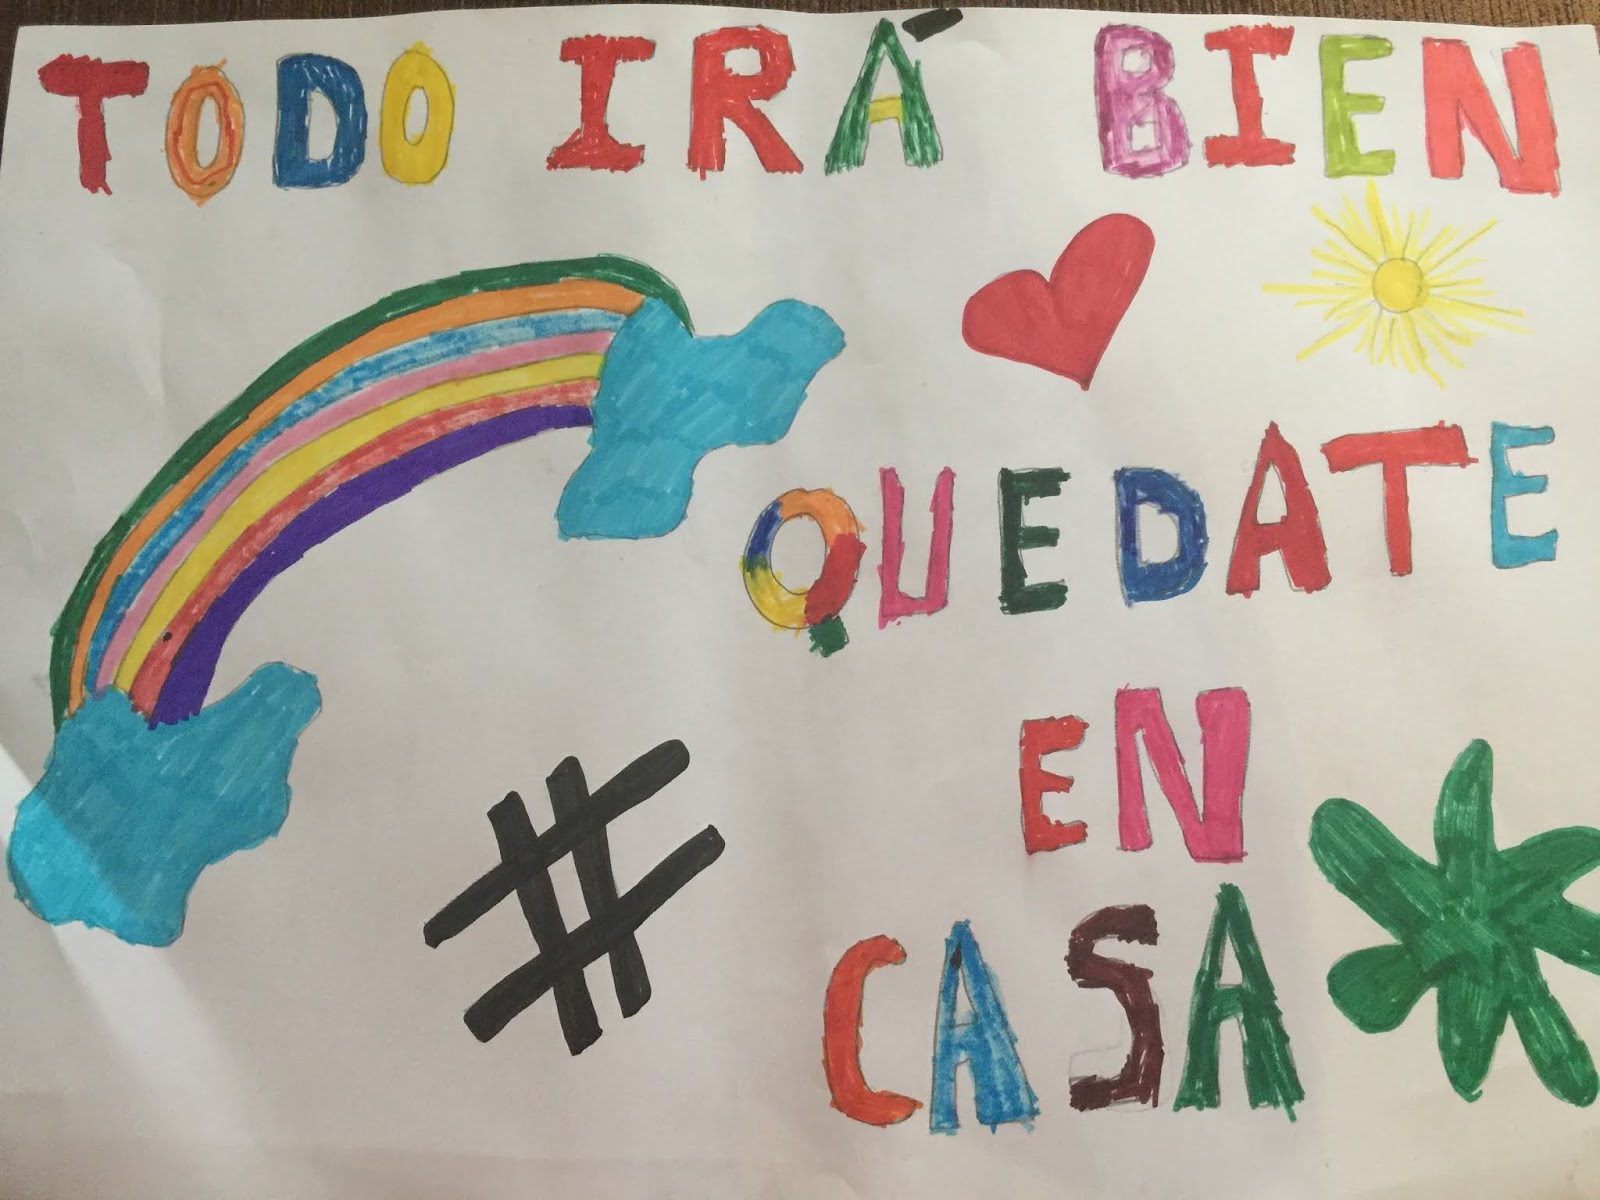 TODO IRÁ BIEN
QUEDATE
EN
#
CASA